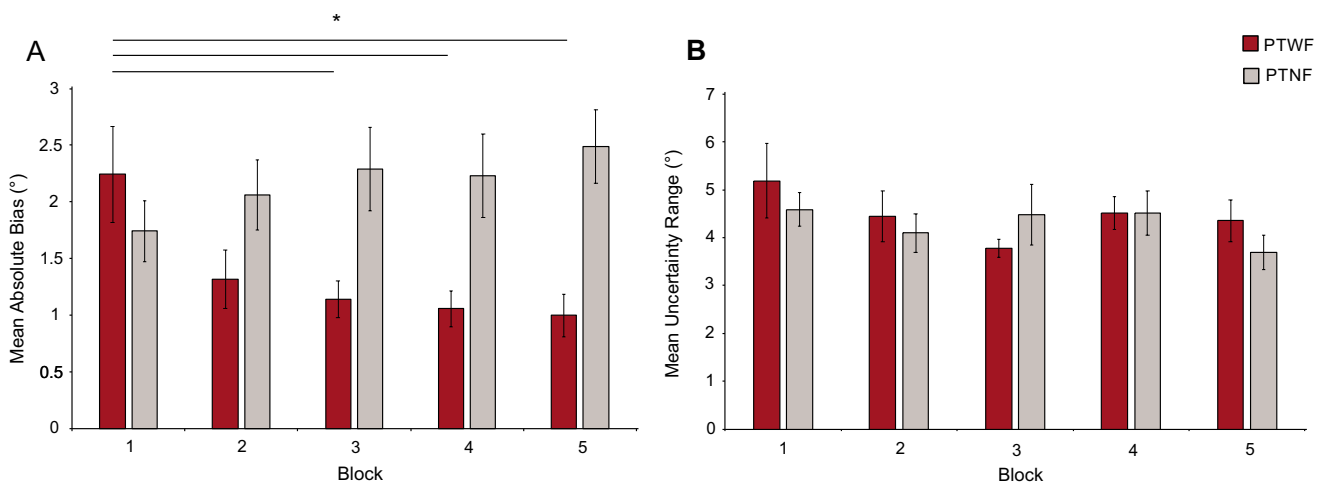 *
A
3
2.5
2
1.5
1
0.5
0
Mean Absolute Bias (°)
1 2 3 4 5
Block
B
PTWF
PTNF
7
6
5
4
3
2
1
0
Mean Uncertainty Range (°)
1 2 3 4 5
Block